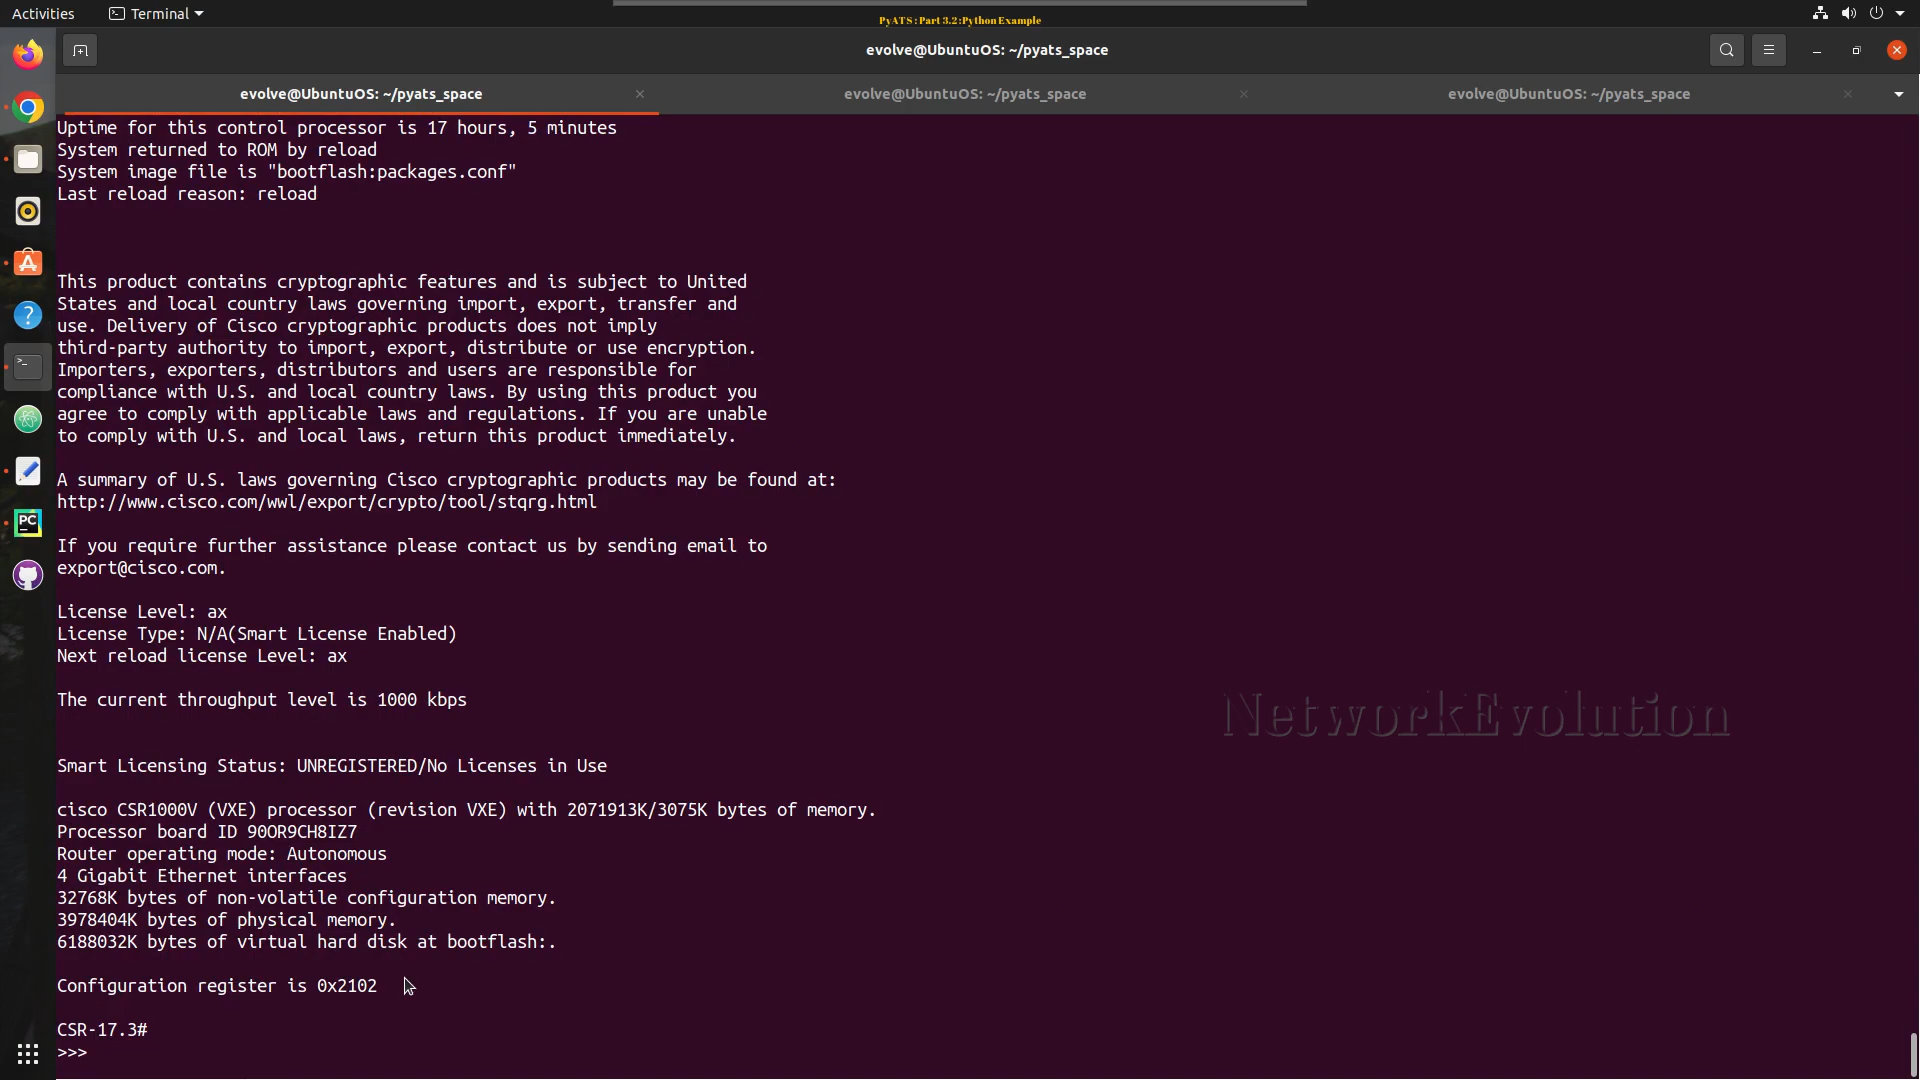 Activities
Terminal
PyATS : Part 3.2 :Python Example
evolve@UbuntuOS: ~/pyats_space
evolve@UbuntuOS: ~/pyats_space
evolve@UbuntuOS: ~/pyats_space
evolve@UbuntuOS: ~/pyats_space
Uptime for this control processor is 17 hours, 5 minutes
System returned to ROM by reload
System image file is "bootflash:packages.conf"
Last reload reason: reload
This product contains cryptographic features and is subject to United
States and local country laws governing import, export, transfer and
use. Delivery of Cisco cryptographic products does not imply
third-party authority to import, export, distribute or use encryption.
Importers, exporters, distributors and users are responsible for
compliance with U.S. and local country laws. By using this product you
agree to comply with applicable laws and regulations. If you are unable
to comply with U.S. and local laws, return this product immediately.
A summary of U.S. laws governing Cisco cryptographic products may be found at:
http://www.cisco.com/wwl/export/crypto/tool/stqrg.html
If you require further assistance please contact us by sending email to
export@cisco.com.
License Level: ax
License Type: N/A(Smart License Enabled)
Next reload license Level: ax
The current throughput level is 1000 kbps
NetworkEvolution
Smart Licensing Status: UNREGISTERED/No Licenses in Use
cisco CSR1000V (VXE) processor (revision VXE) with 2071913K/3075K bytes of memory.
Processor board ID 90OR9CH8IZ7
Router operating mode: Autonomous
4 Gigabit Ethernet interfaces
32768K bytes of non-volatile configuration memory.
3978404K bytes of physical memory.
6188032K bytes of virtual hard disk at bootflash:.
Configuration register is 0x2102
CSR-17.3#
>>>
PC